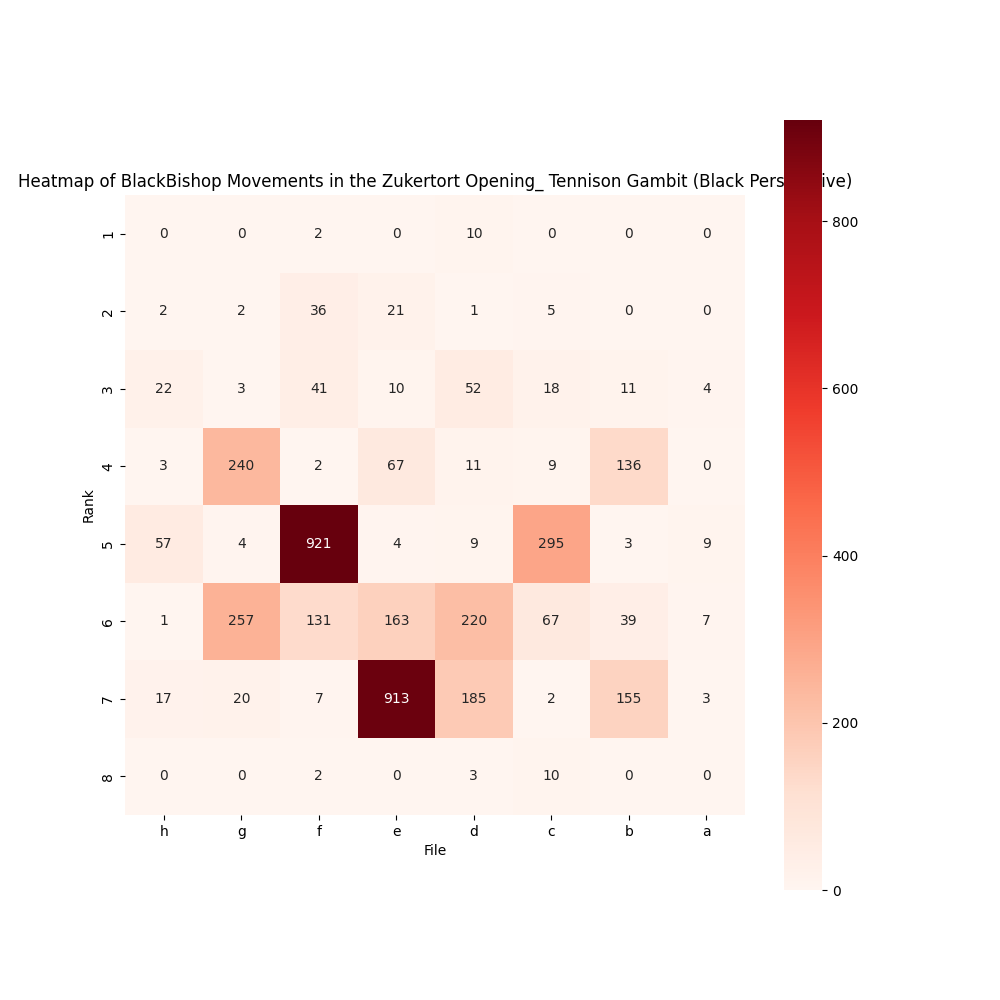 Heatmap of BlackBishop Movements in the Zukertort Opening_ Tennison Gambit (Black Pers ive)
800
1 0 0 2 0 10 0 0 0
2 2 2 36 21 1 5 0 0
600
3 22 3 41 10 52 18 11 4
4 3 240 2 67 11 9 136 0
Rank
5 57 4 921 4 9 295 3 9
400
6 1 257 131 163 220 67 39 7
7 17 20 7 913 185 2 155 3
200
8 0 0 2 0 3 10 0 0
h g f e d c b a
File
0